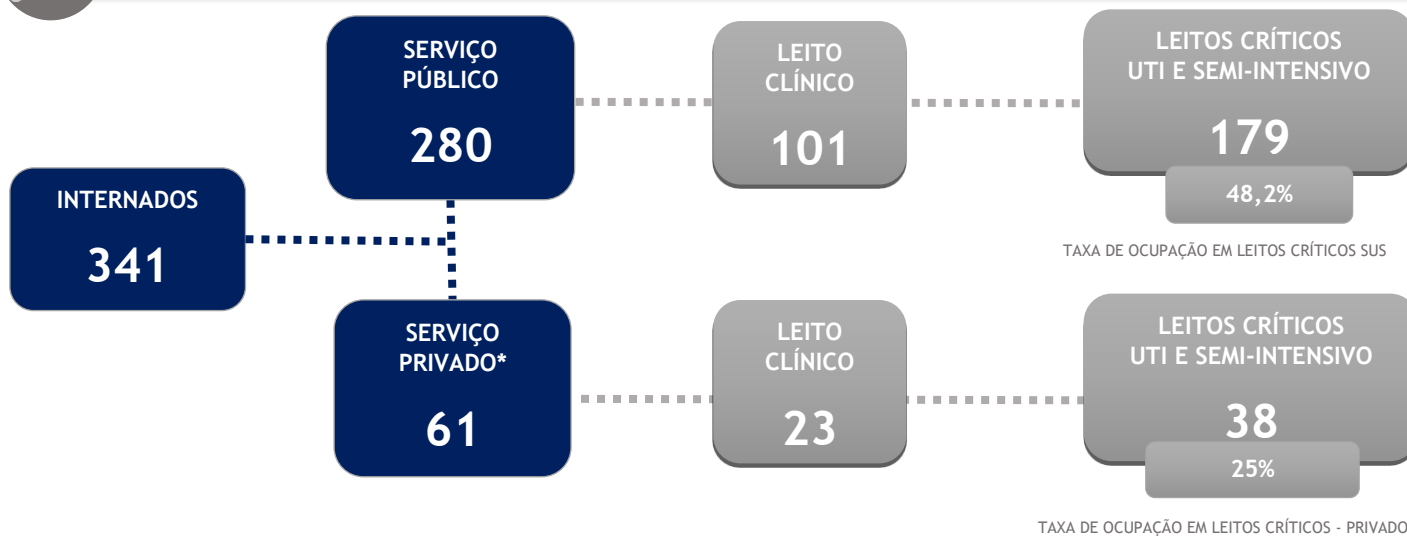 INTERNADOS
341
SERVIÇO
PÚBLICO
280
LEITO
CLÍNICO
101
LEITOS CRÍTICOS
UTI E SEMI-INTENSIVO
179
48,2%
TAXA DE OCUPAÇÃO EM LEITOS CRÍTICOS SUS
SERVIÇO
PRIVADO*
61
LEITO
CLÍNICO
23
LEITOS CRÍTICOS
UTI E SEMI-INTENSIVO
38
25%
TAXA DE OCUPAÇÃO EM LEITOS CRÍTICOS - PRIVADO